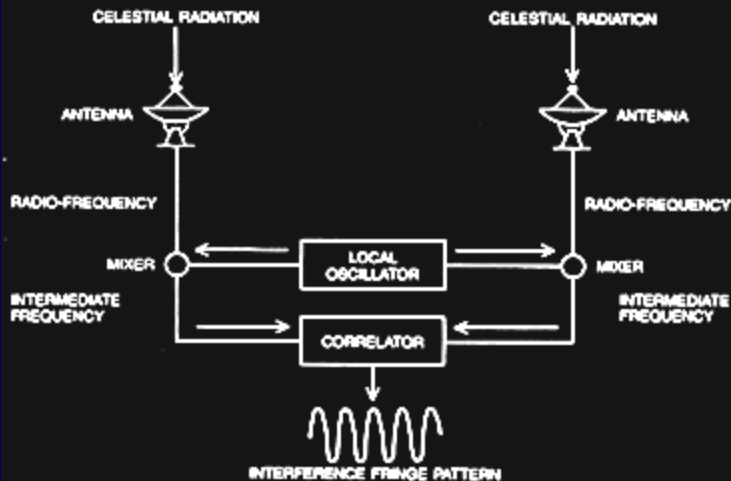 CELESTIAL RADIATION
CELESTIAL RADIATION
ANTENNA
ANTENNA
RADIO-FREQUENCY
RADIO-FREQUENCY
LOCAL
OSCILLATOR
MIXER
MIXER
INTERMEDIATE
FREQUENCY
INTERMEDIATE
FREQUENCY
CORRELATOR
INTERFERENCE FRINGE PATTERN